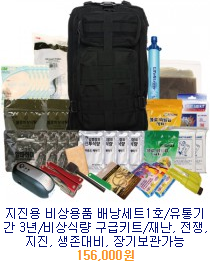 지진용 비상용품 배낭세트1호/유통기
간 3년/비상식량 구급키트/재난, 전쟁,
지진, 생존대비, 장기보관가능
156,000원